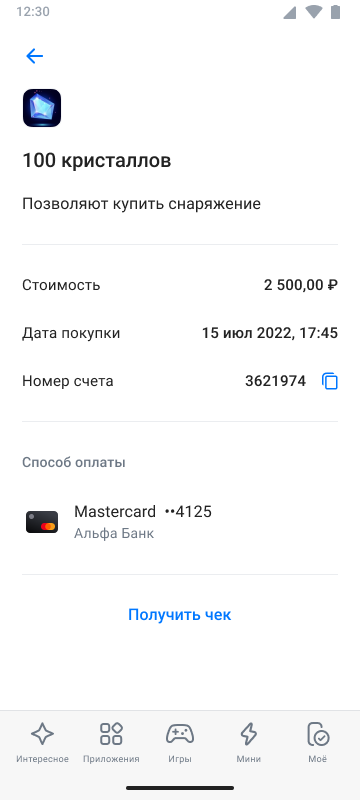 12:30
100 кристаллов
Позволяют купить снаряжение
Стоимость 2 500,00 ₽
Дата покупки 15 июл 2022, 17:45
Номер счета 3621974
Способ оплаты
Mastercard ••4125
Альфа Банк
Получить чек
Интересное Приложения Игры Мини Моё